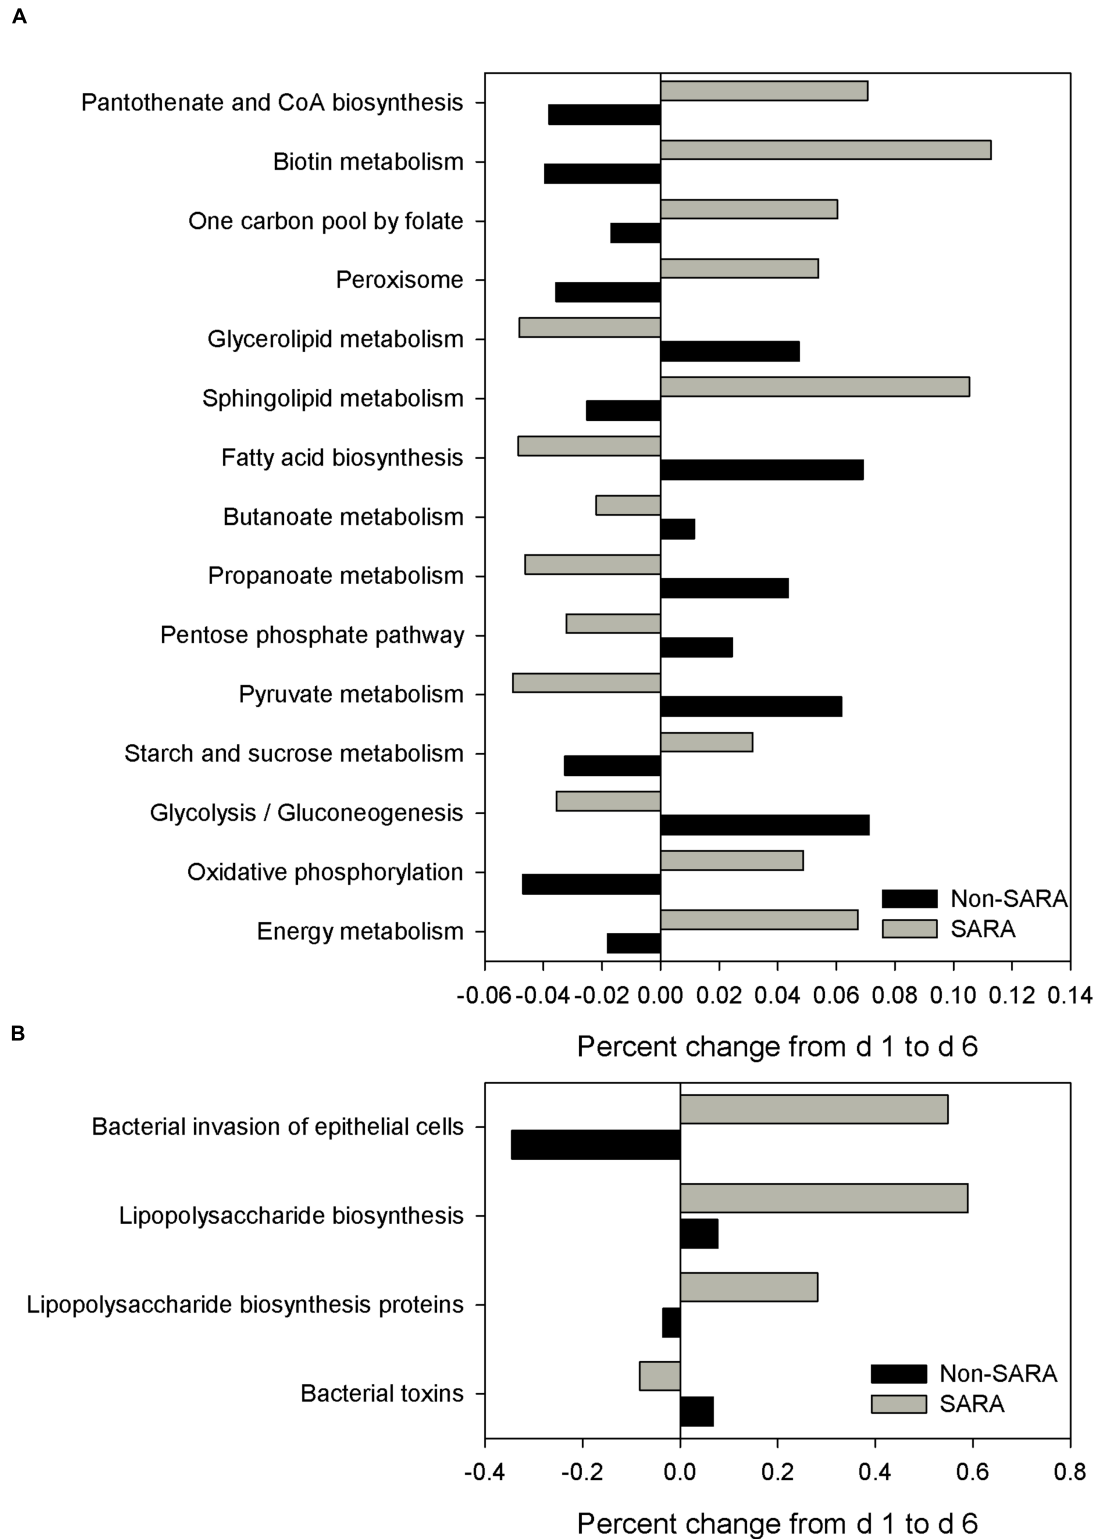 A
Pantothenate and CoA biosynthesis
Biotin metabolism
One carbon pool by folate
Peroxisome
Glycerolipid metabolism
Sphingolipid metabolism
Fatty acid biosynthesis
Butanoate metabolism
Propanoate metabolism
Pentose phosphate pathway
Pyruvate metabolism
Starch and sucrose metabolism
Glycolysis / Gluconeogenesis
Oxidative phosphorylation
Energy metabolism
Non-SARA
SARA
-0.06 -0.04 -0.02 0.00 0.02 0.04 0.06 0.08 0.10 0.12 0.14
Percent change from d 1 to d 6
B
Bacterial invasion of epithelial cells
Lipopolysaccharide biosynthesis
Lipopolysaccharide biosynthesis proteins
Bacterial toxins
Non-SARA
SARA
-0.4 -0.2 0.0 0.2 0.4 0.6 0.8
Percent change from d 1 to d 6